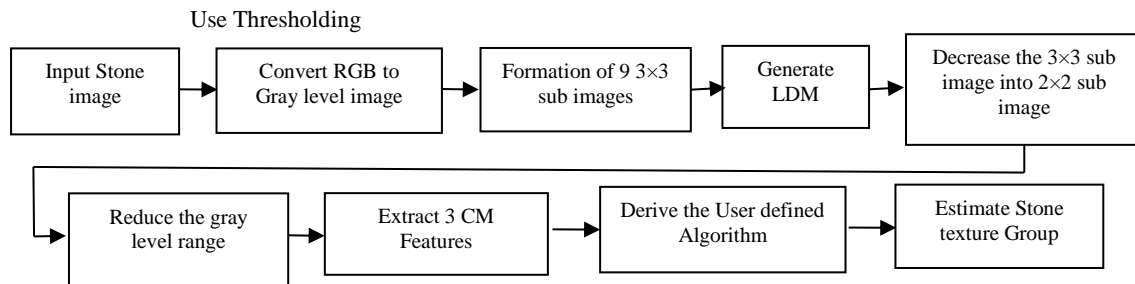 Use Thresholding
Input Stone
image
Convert RGB to
Gray level image
Formation of 9 3×3
sub images
Generate
LDM
Decrease the 3×3 sub
image into 2×2 sub
image
Reduce the gray
level range
Extract 3 CM
Features
Derive the User defined
Algorithm
Estimate Stone
texture Group